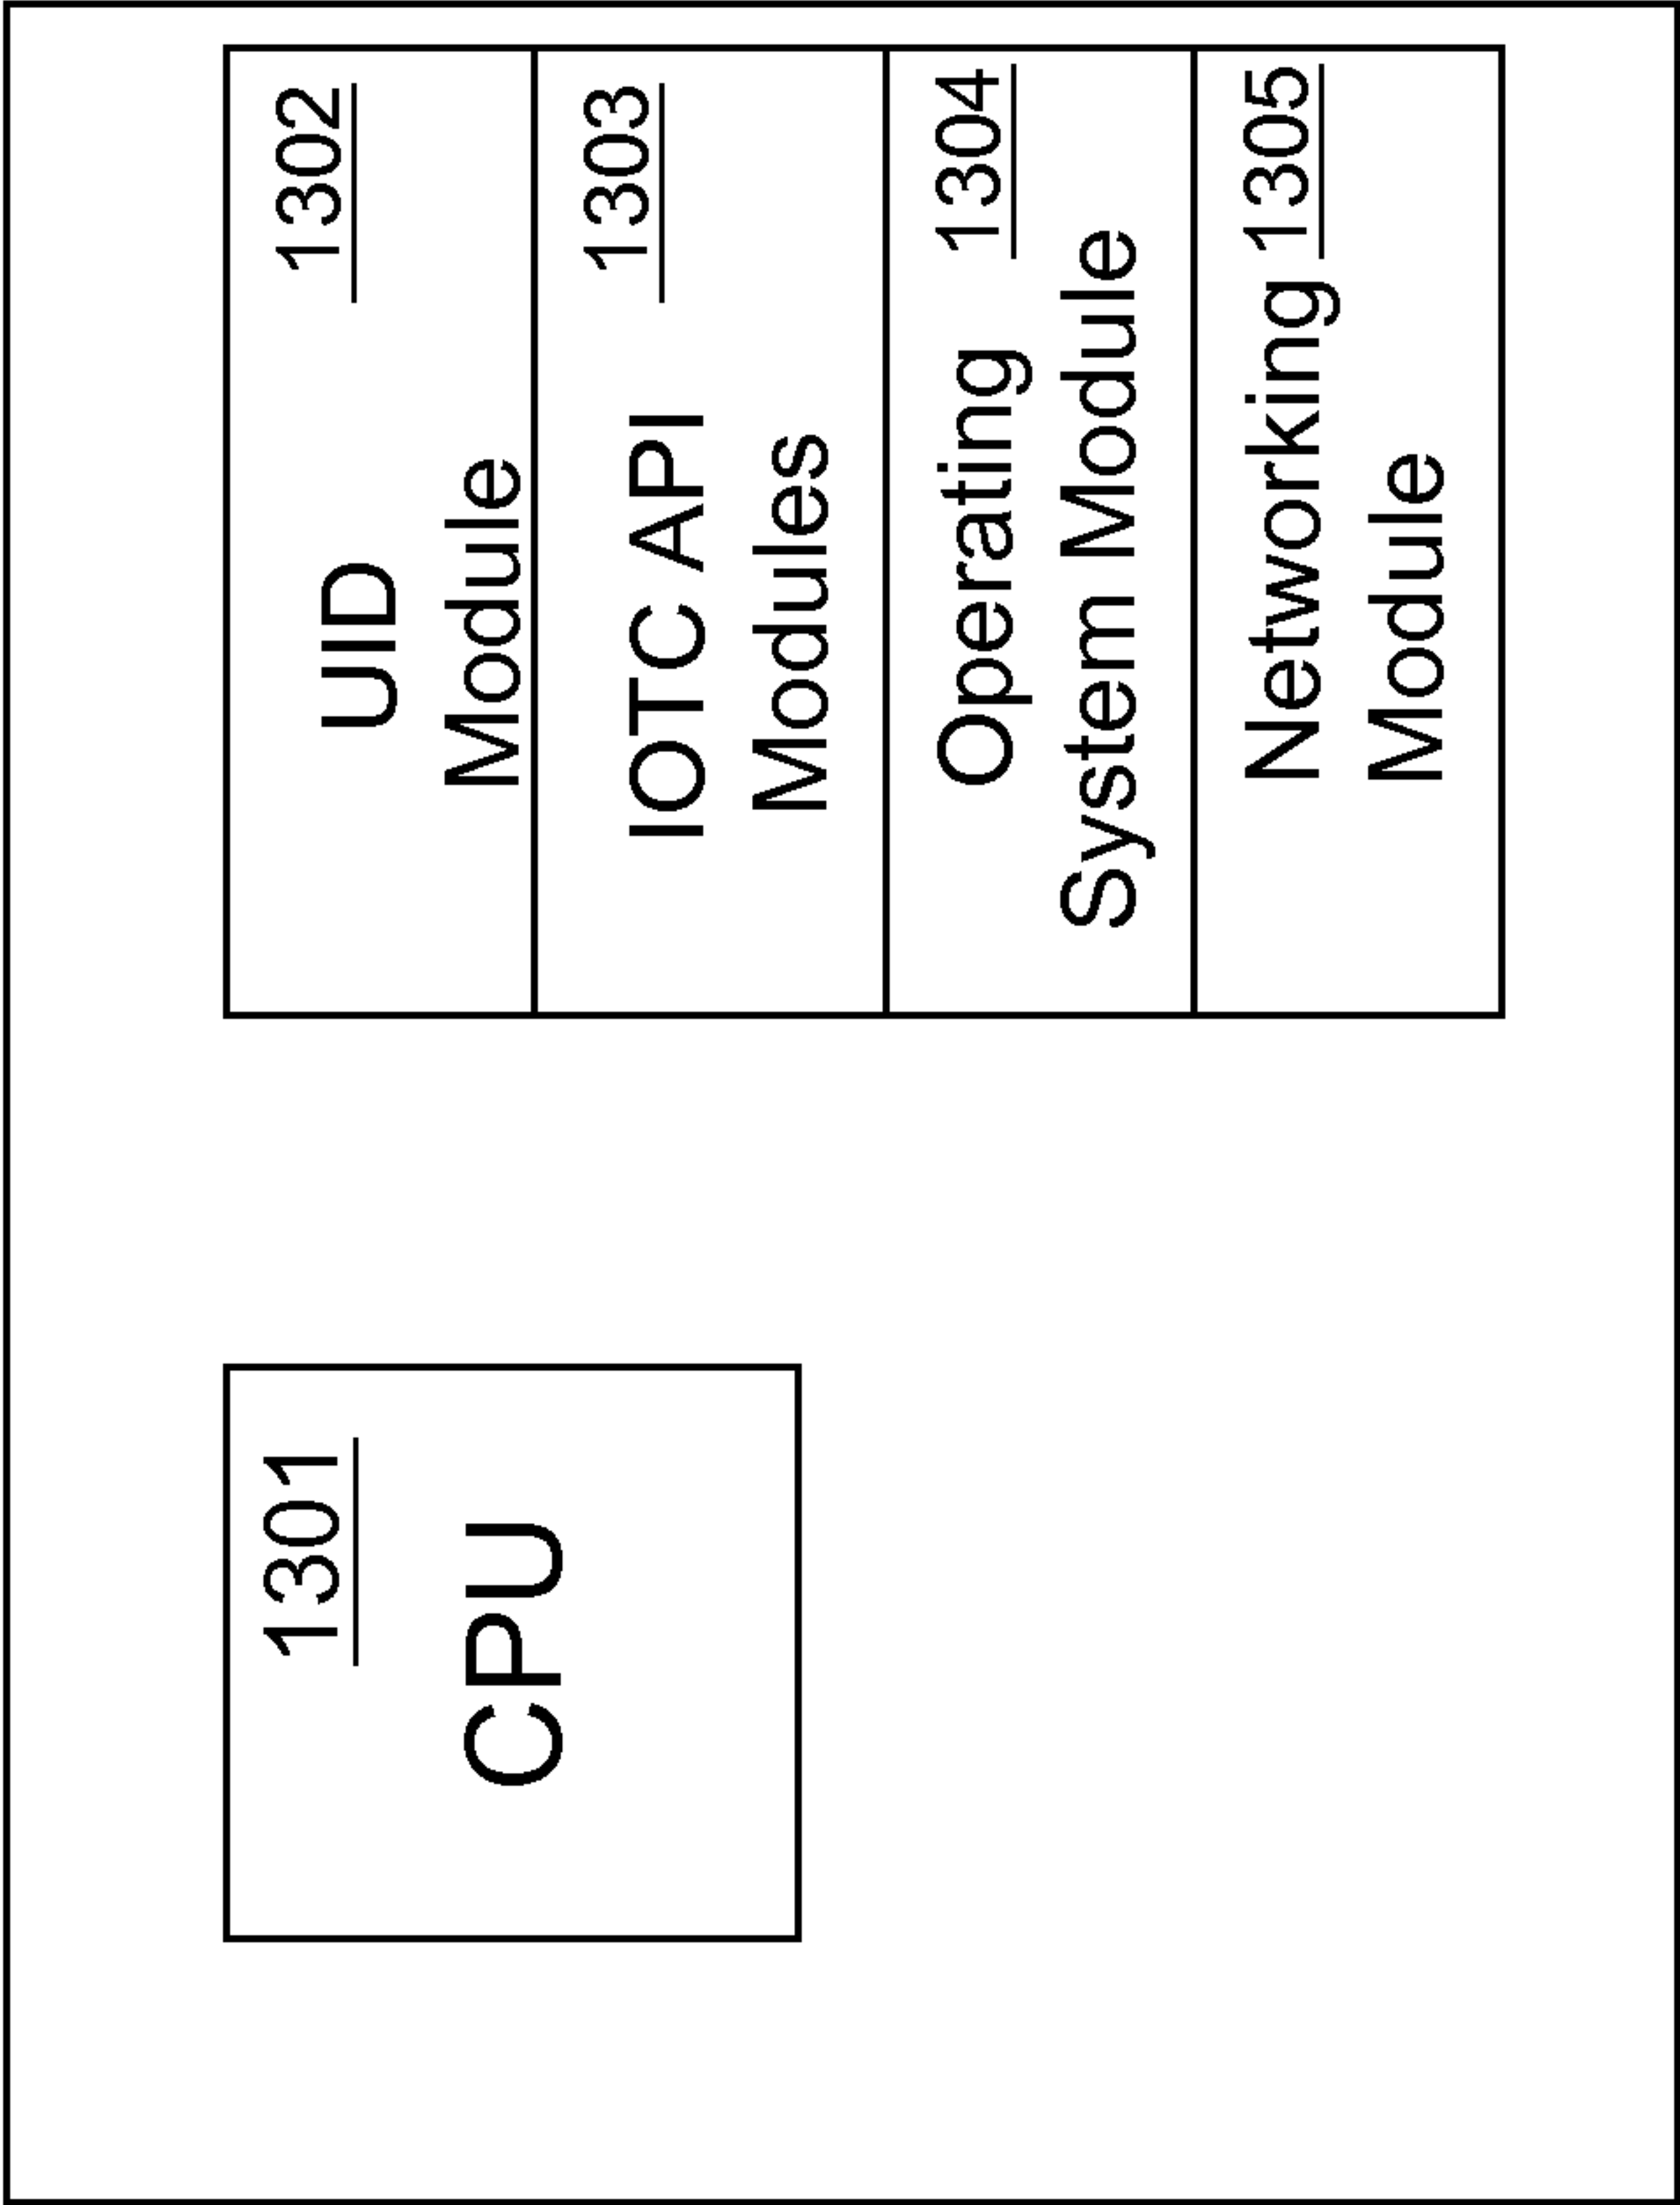 1301
CPU
1302
UID
Module
1303
IOTC API
Modules
Operating 1304
System Module
Networking 1305
Module